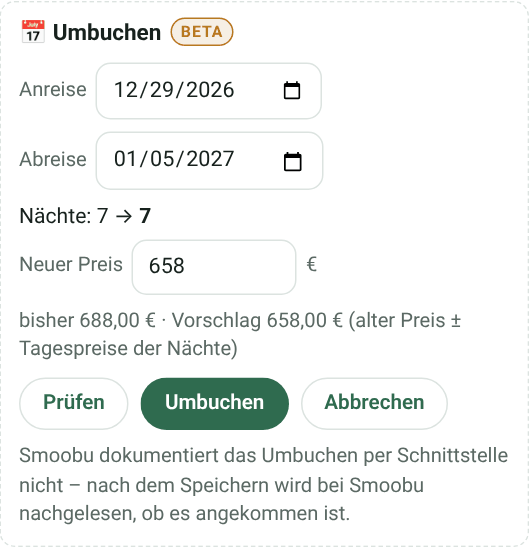 📅 Umbuchen BETA
Anreise 12/29/2026
Abreise 01/05/2027
Nächte: 7 → 7
Neuer Preis 658 €
bisher 688,00 € · Vorschlag 658,00 € (alter Preis ±
Tagespreise der Nächte)
Prüfen Umbuchen Abbrechen
Smoobu dokumentiert das Umbuchen per Schnittstelle
nicht – nach dem Speichern wird bei Smoobu
nachgelesen, ob es angekommen ist.